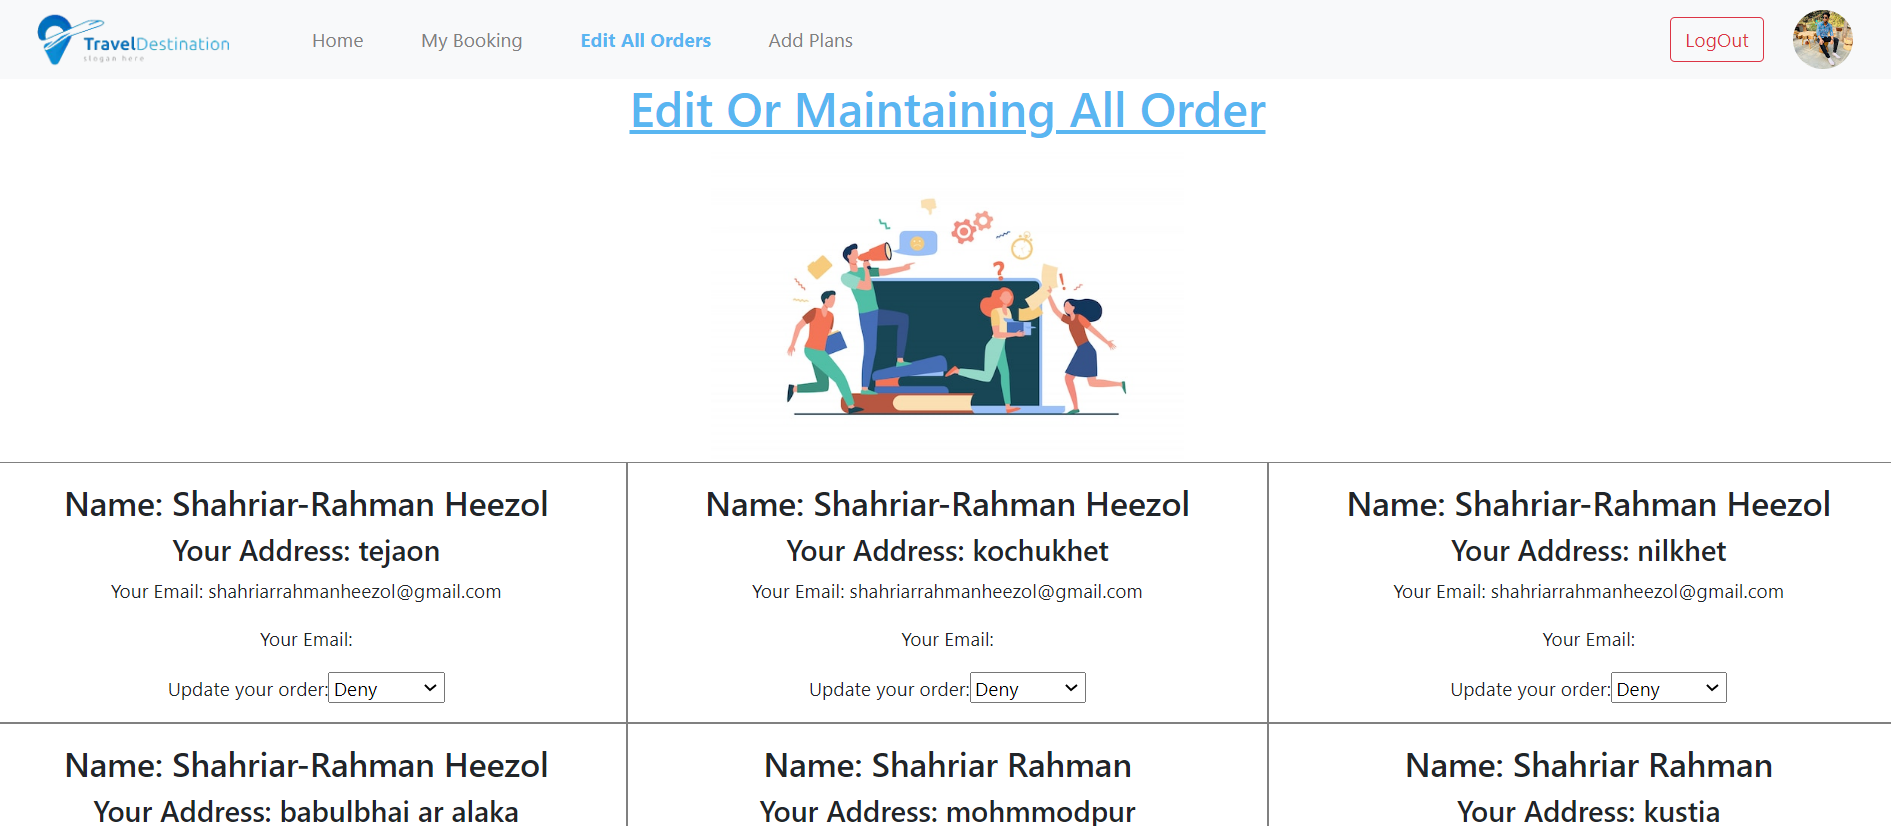 TravelDestination
slogan here
Home
My Booking
Edit All Orders
Add Plans
LogOut
Edit Or Maintaining All Order
?
!
Name: Shahriar-Rahman Heezol
Your Address: tejaon
Your Email: shahriarrahmanheezol@gmail.com
Your Email:
Update your order: Deny
Name: Shahriar-Rahman Heezol
Your Address: kochukhet
Your Email: shahriarrahmanheezol@gmail.com
Your Email:
Update your order: Deny
Name: Shahriar-Rahman Heezol
Your Address: nilkhet
Your Email: shahriarrahmanheezol@gmail.com
Your Email:
Update your order: Deny
Name: Shahriar-Rahman Heezol
Your Address: babulbhai ar alaka
Name: Shahriar Rahman
Your Address: mohmmodpur
Name: Shahriar Rahman
Your Address: kustia